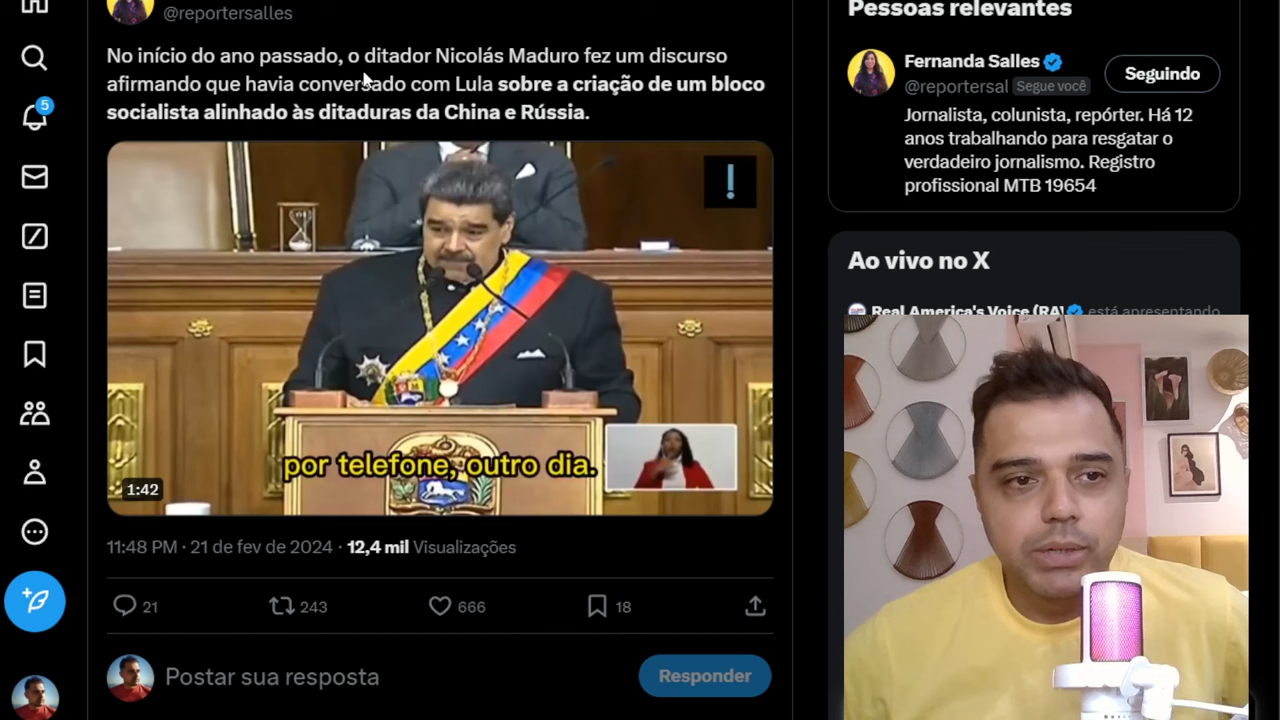 @reportersalles
No início do ano passado, o ditador Nicolás Maduro fez um discurso
afirmando que havia conversado com Lula sobre a criação de um bloco
socialista alinhado às ditaduras da China e Rússia.
por telefone, outro dia.
1:42
11:48 PM · 21 de fev de 2024 · 12,4 mil Visualizações
21
243
666
18
Postar sua resposta
Responder
5
Pessoas relevantes
Fernanda Salles
@reportersal Segue você
Seguindo
Jornalista, colunista, repórter. Há 12
anos trabalhando para resgatar o
verdadeiro jornalismo. Registro
profissional MTB 19654
Ao vivo no X
Real America's Voice (RAV está apresentando